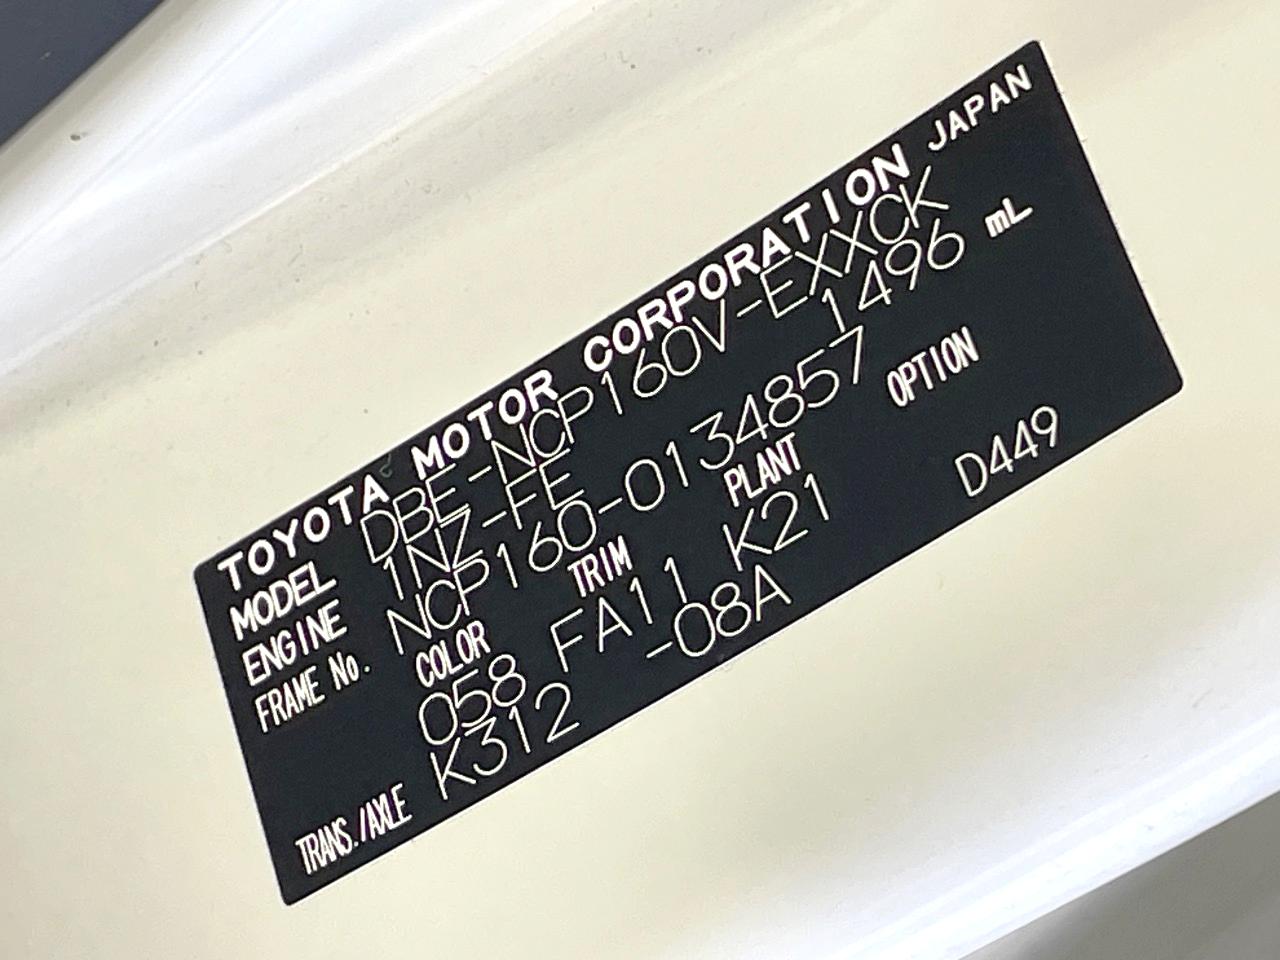 TOYOTA MOTOR CORPORATION JAPAN
MODEL DBE-NCP160V-EXXCK
ENGINE 1NZ-FE 1496 mL
FRAME No. NCP160-0134857
COLOR TRIM PLANT OPTION
058 FA11 K21 D449
TRANS./AXLE K312 -08A